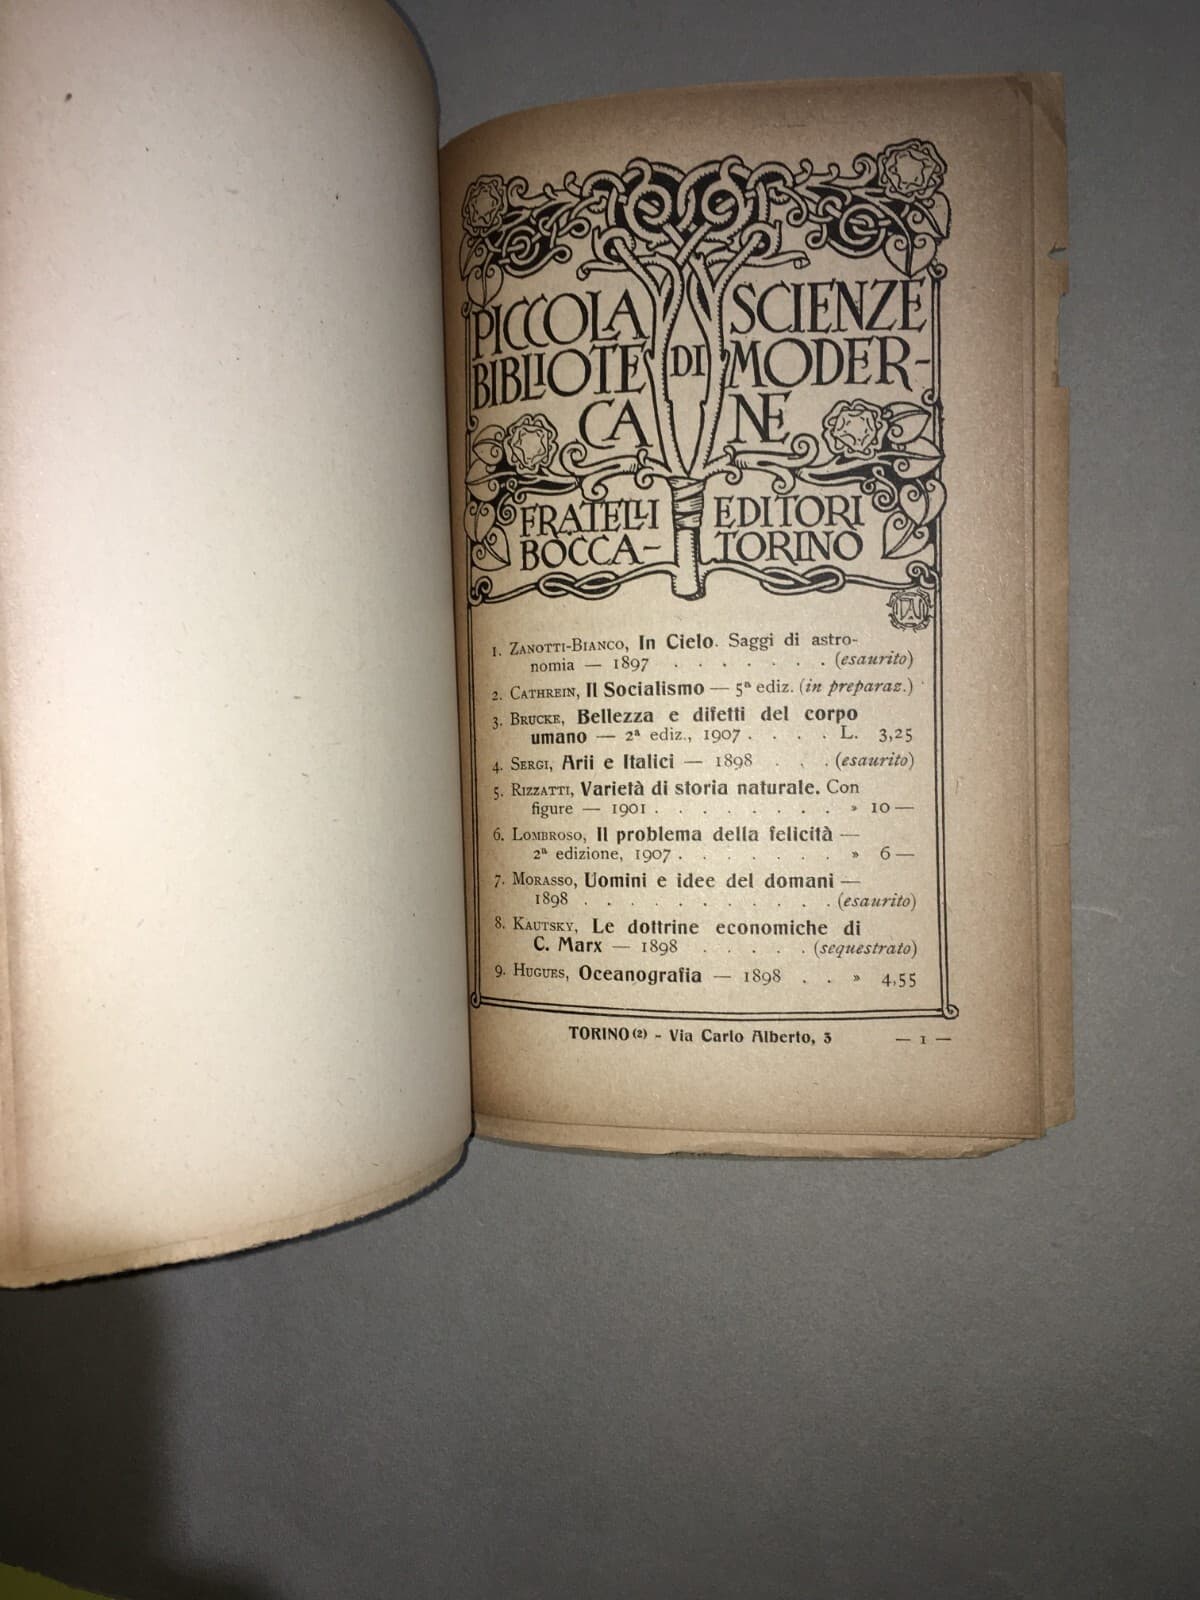 PICCOLA DI SCIENZE
BIBLIOTE MODER-
CA NE
FRATELLI EDITORI
BOCCA- TORINO
1. ZANOTTI-BIANCO, In Cielo. Saggi di astro-
nomia — 1897 . . . . . . . (esaurito)
2. CATHREIN, Il Socialismo — 5ª ediz. (in preparaz.)
3. BRUCKE, Bellezza e difetti del corpo
umano — 2ª ediz., 1907 . . . . L. 3,25
4. SERGI, Arii e Italici — 1898 . . . (esaurito)
5. RIZZATTI, Varietà di storia naturale. Con
figure — 1901 . . . . . . . . » 10 —
6. LOMBROSO, Il problema della felicità —
2ª edizione, 1907 . . . . . . . » 6 —
7. MORASSO, Uomini e idee del domani —
1898 . . . . . . . . . . . (esaurito)
8. KAUTSKY, Le dottrine economiche di
C. Marx — 1898 . . . . . (sequestrato)
9. HUGUES, Oceanografia — 1898 . . » 4,55
TORINO (2) - Via Carlo Alberto, 3 — 1 —